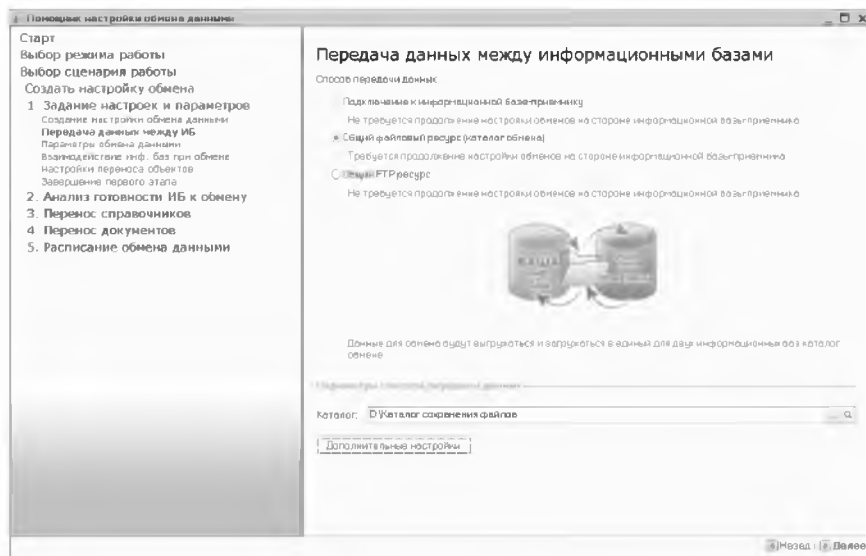 Помощник настройки обмена данными
Старт
Выбор режима работы
Выбор сценария работы
Создать настройку обмена
1 Задание настроек и параметров
Создание настройки обмена данными
Передача данных между ИБ
Параметры обмена данными
Взаимодействие инф. баз при обмене
Настройки переноса объектов
Завершение первого этапа
2. Анализ готовности ИБ к обмену
3. Перенос справочников
4 Перенос документов
5. Расписание обмена данными
Передача данных между информационными базами
Способ передачи данных
Подключение к информационной базе-приемнику
Не требуется продолжение настройки обменов на стороне информационной базы-приемника
Общий файловый ресурс (каталог обмена)
Требуется продолжение настройки обменов на стороне информационной базы-приемника
Общий FTP ресурс
Не требуется продолжение настройки обменов на стороне информационной базы-приемника
Данные для обмена будут выгружаться и загружаться в единый для двух информационных баз каталог
обмена
Параметры способа передачи данных
Каталог: D:\Каталог сохранения файлов
Дополнительные настройки
Назад Далее